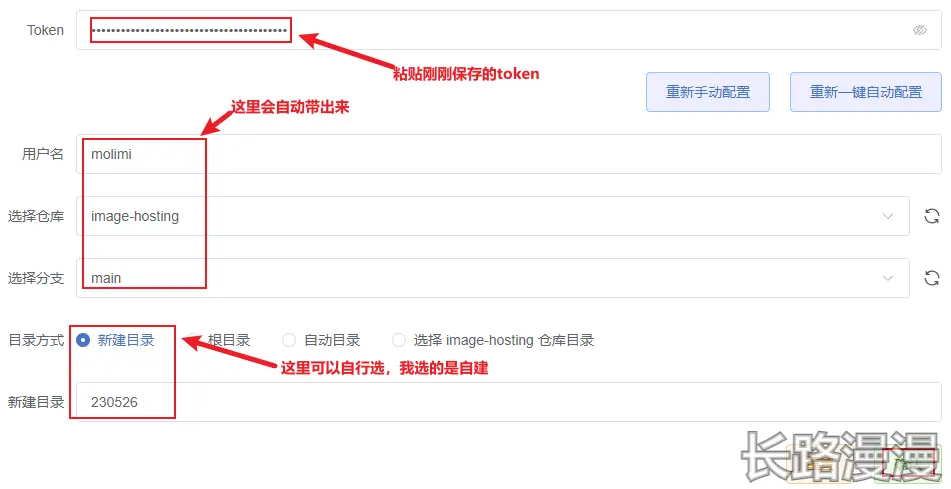 Token ••••••••••••••••••••••••••••••••••••••••
粘贴刚刚保存的token
重新手动配置 重新一键自动配置
这里会自动带出来
用户名 molimi
选择仓库 image-hosting
选择分支 main
目录方式 新建目录 根目录 自动目录 选择 image-hosting 仓库目录
这里可以自行选，我选的是自建
新建目录 230526
长路漫漫